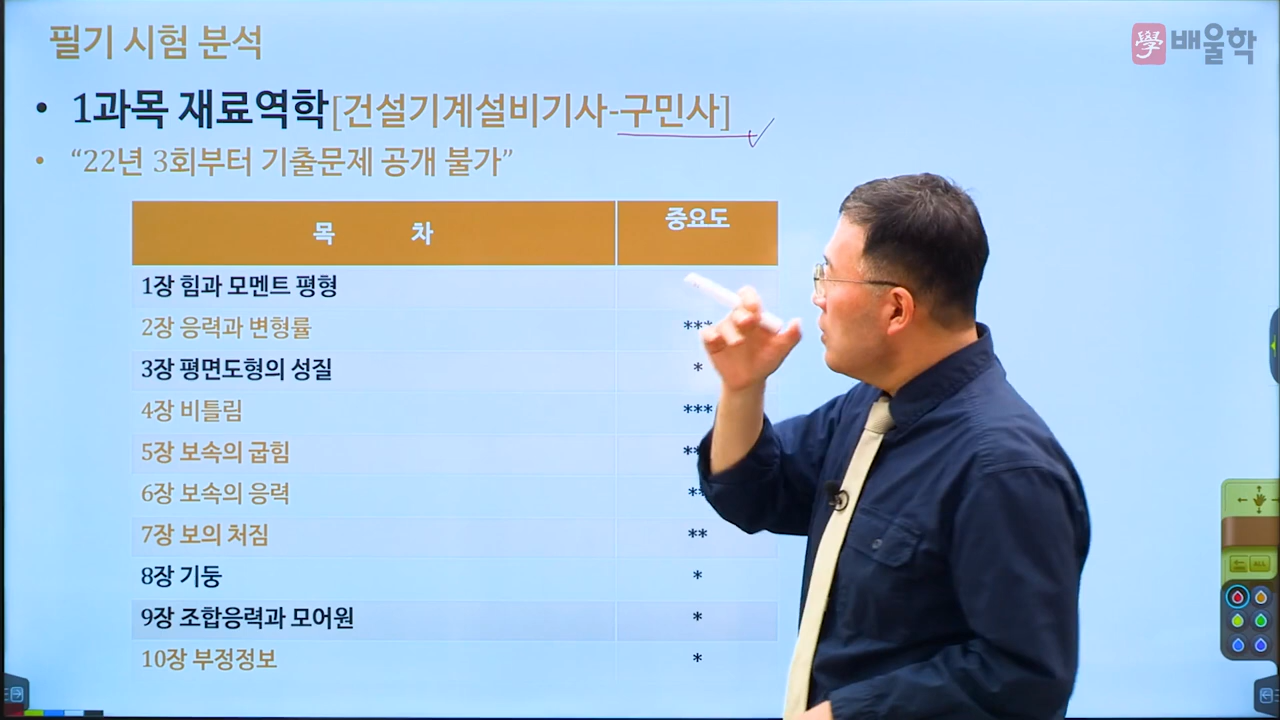 필기 시험 분석
學 배울학
• 1과목 재료역학[건설기계설비기사-구민사]
• “22년 3회부터 기출문제 공개 불가”
목 차 중요도
1장 힘과 모멘트 평형
2장 응력과 변형률 ***
3장 평면도형의 성질 *
4장 비틀림 ***
5장 보속의 굽힘
6장 보속의 응력
7장 보의 처짐 **
8장 기둥 *
9장 조합응력과 모어원 *
10장 부정정보 *
ALL